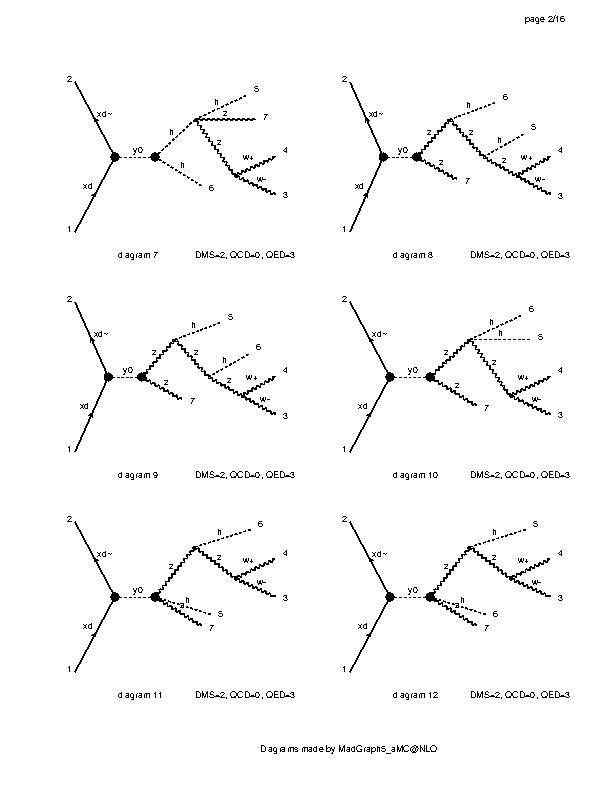 page 2/16
2
h
5
z
7
xd~
h
z
y0
w+
4
h
w-
xd
6
3
1
diagram 7 DMS=2, QCD=0, QED=3
2
h
6
xd~
z
z
h
5
y0
z
w+
4
z
w-
xd
7
3
1
diagram 8 DMS=2, QCD=0, QED=3
2
h
5
xd~
z
z
h
6
y0
z
w+
4
z
w-
xd
7
3
1
diagram 9 DMS=2, QCD=0, QED=3
2
h
6
xd~
h
5
z
z
y0
w+
4
z
w-
xd
7
3
1
diagram 10 DMS=2, QCD=0, QED=3
2
h
6
xd~
z
z
w+
4
y0
w-
3
z
h
5
xd
7
1
diagram 11 DMS=2, QCD=0, QED=3
2
h
5
xd~
z
z
w+
4
y0
w-
3
z
h
6
xd
7
1
diagram 12 DMS=2, QCD=0, QED=3
Diagrams made by MadGraph5_aMC@NLO